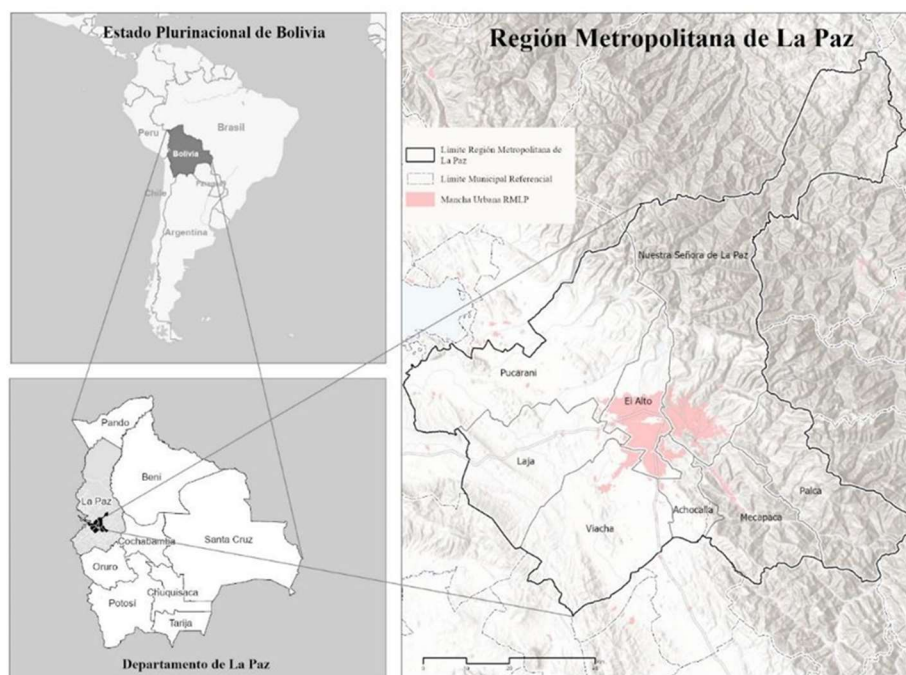 Estado Plurinacional de Bolivia
Peru
Brasil
Bolivia
Chile
Paraguay
Argentina
Pando
Beni
La Paz
Cochabamba
Santa Cruz
Oruro
Chuquisaca
Potosí
Tarija
Departamento de La Paz
Región Metropolitana de La Paz
Límite Región Metropolitana de
La Paz
Límite Municipal Referencial
Mancha Urbana RMLP
Nuestra Señora de La Paz
Pucarani
El Alto
Laja
Palca
Achocalla
Mecapaca
Viacha
0